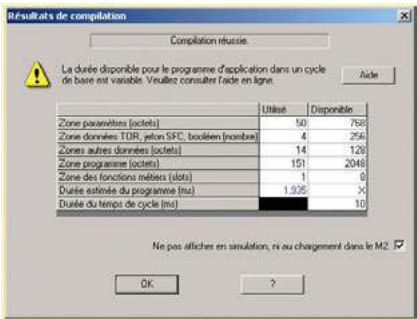 Résultats de compilation
Compilation réussie.
La durée disponible pour le programme d'application dans un cycle
de base est variable. Veuillez consulter l'aide en ligne.
Aide
Utilisé Disponible
Zone paramètres (octets) 50 768
Zone données TOR, jeton SFC, booléen (nombre) 4 256
Zones autres données (octets) 14 128
Zone programme (octets) 151 2048
Zone des fonctions métiers (slots) 1 8
Durée estimée du programme (ms) 1.935 X
Durée du temps de cycle (ms) 10
Ne pas afficher en simulation, ni au chargement dans le M2.
OK
?